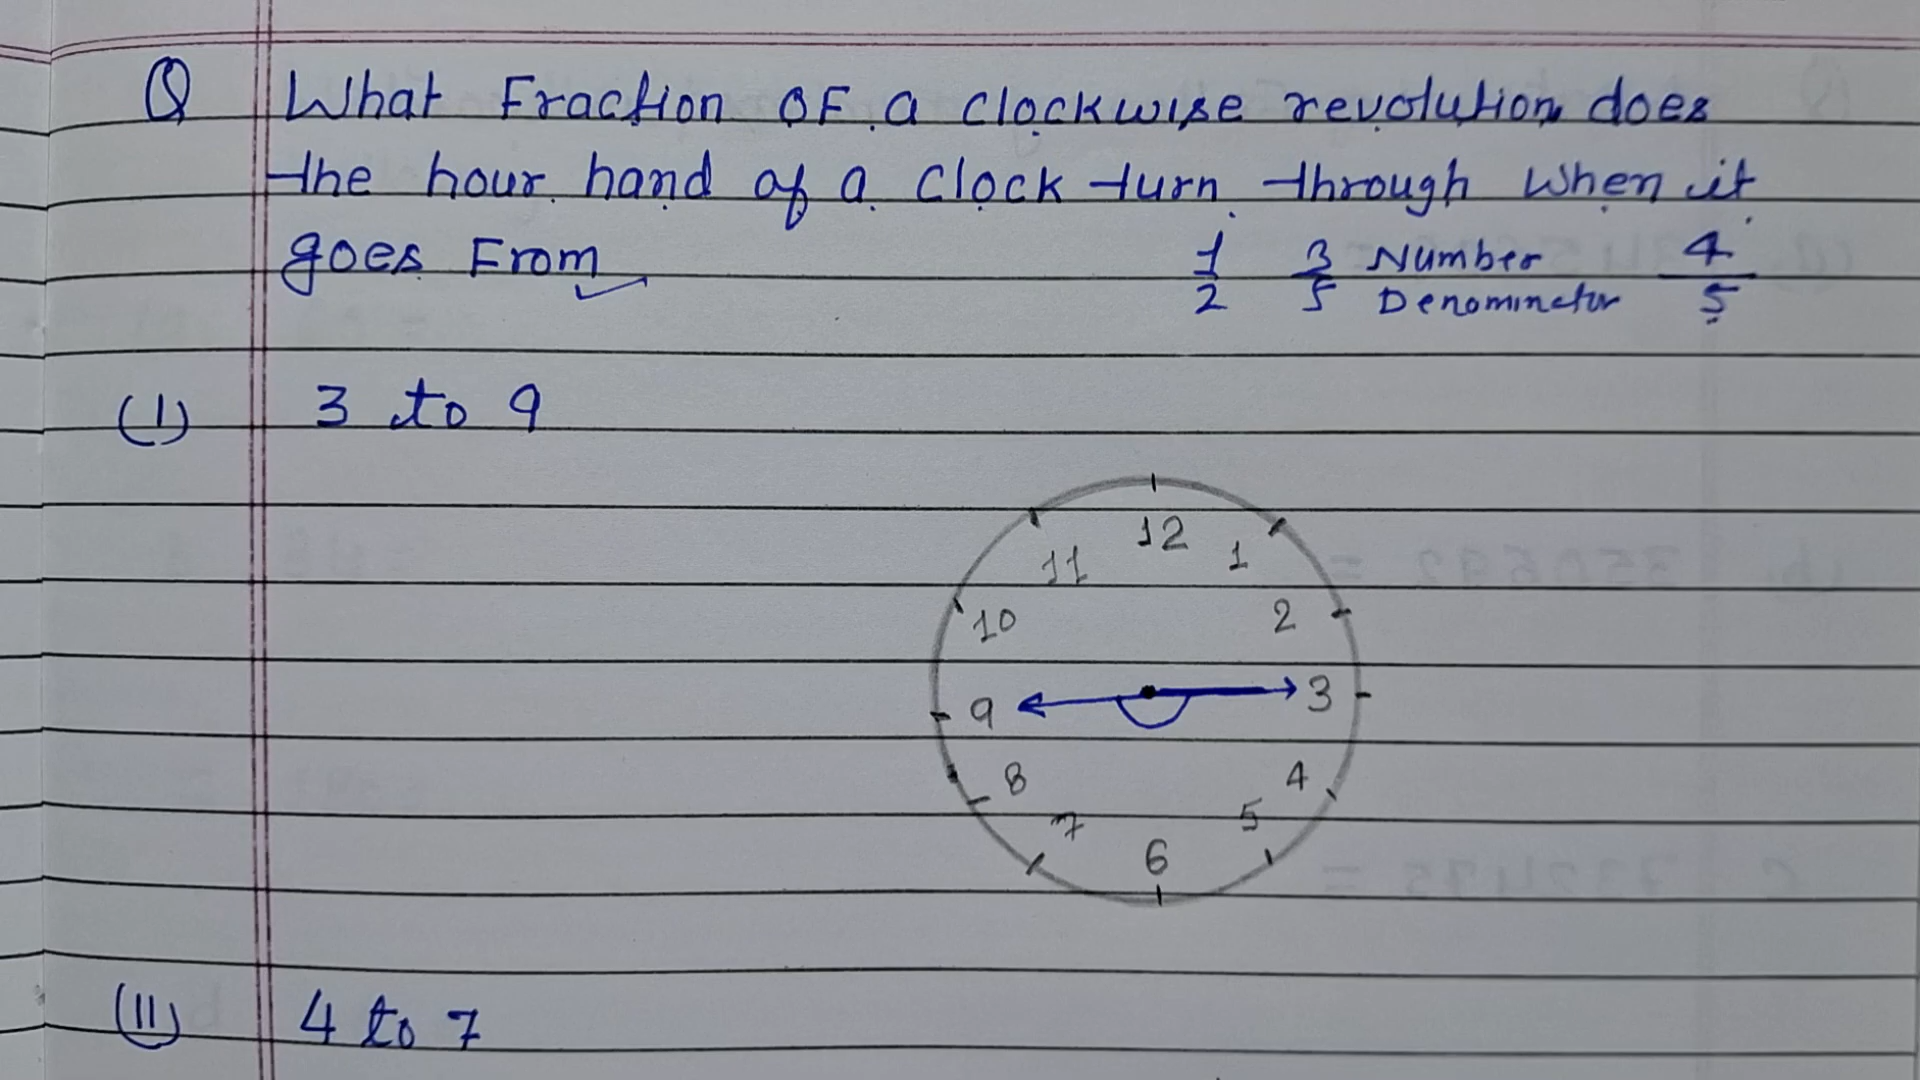 Q What Fraction OF a clockwise revolution does
the hour hand of a clock turn through when it
goes From
1/2 3/5 Number/Denominator 4/5
(I) 3 to 9
12
11 1
10 2
9 3
8 4
7 5
6
(II) 4 to 7